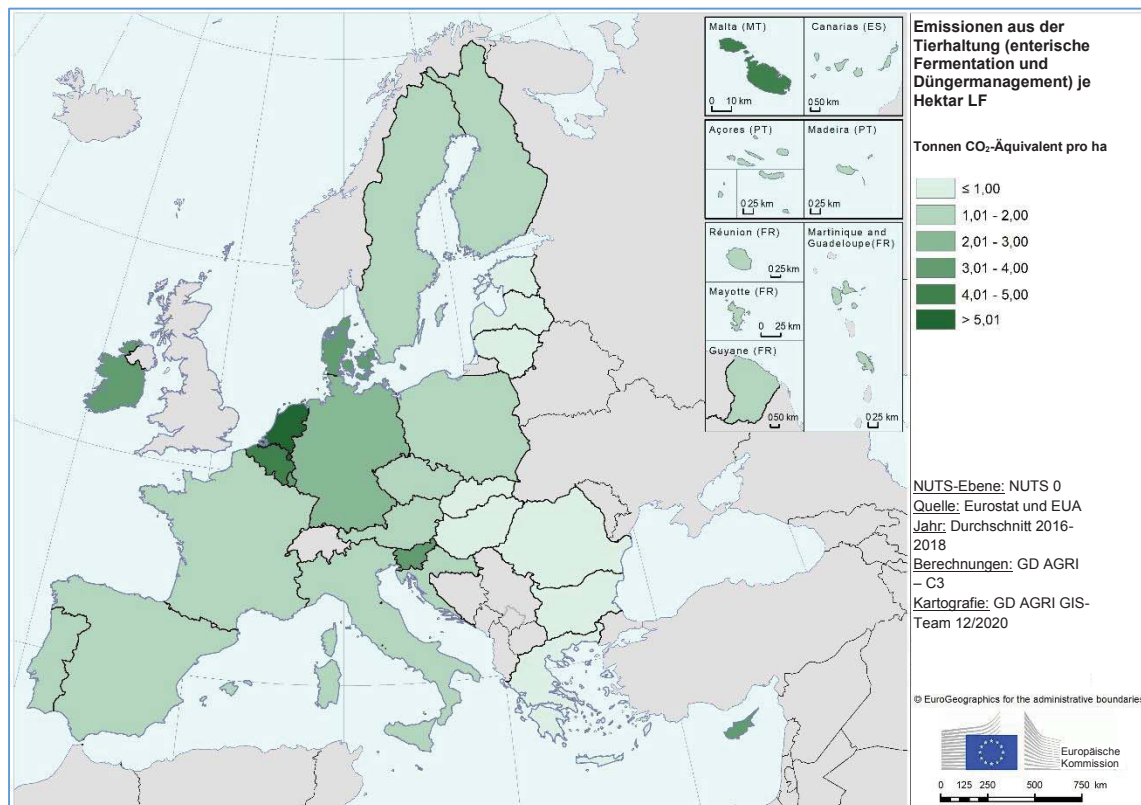 Emissionen aus der
Tierhaltung (enterische
Fermentation und
Düngermanagement) je
Hektar LF
Tonnen CO₂-Äquivalent pro ha
≤ 1,00
1,01 - 2,00
2,01 - 3,00
3,01 - 4,00
4,01 - 5,00
> 5,01
Malta (MT)
0 10 km
Canarias (ES)
0 50 km
Açores (PT)
0 25 km
Madeira (PT)
0 25 km
Réunion (FR)
0 25 km
Mayotte (FR)
0 25 km
Guyane (FR)
0 50 km
Martinique and
Guadeloupe(FR)
0 25 km
NUTS-Ebene: NUTS 0
Quelle: Eurostat und EUA
Jahr: Durchschnitt 2016-
2018
Berechnungen: GD AGRI
– C3
Kartografie: GD AGRI GIS-
Team 12/2020
© EuroGeographics for the administrative boundaries
Europäische
Kommission
0 125 250 500 750 km